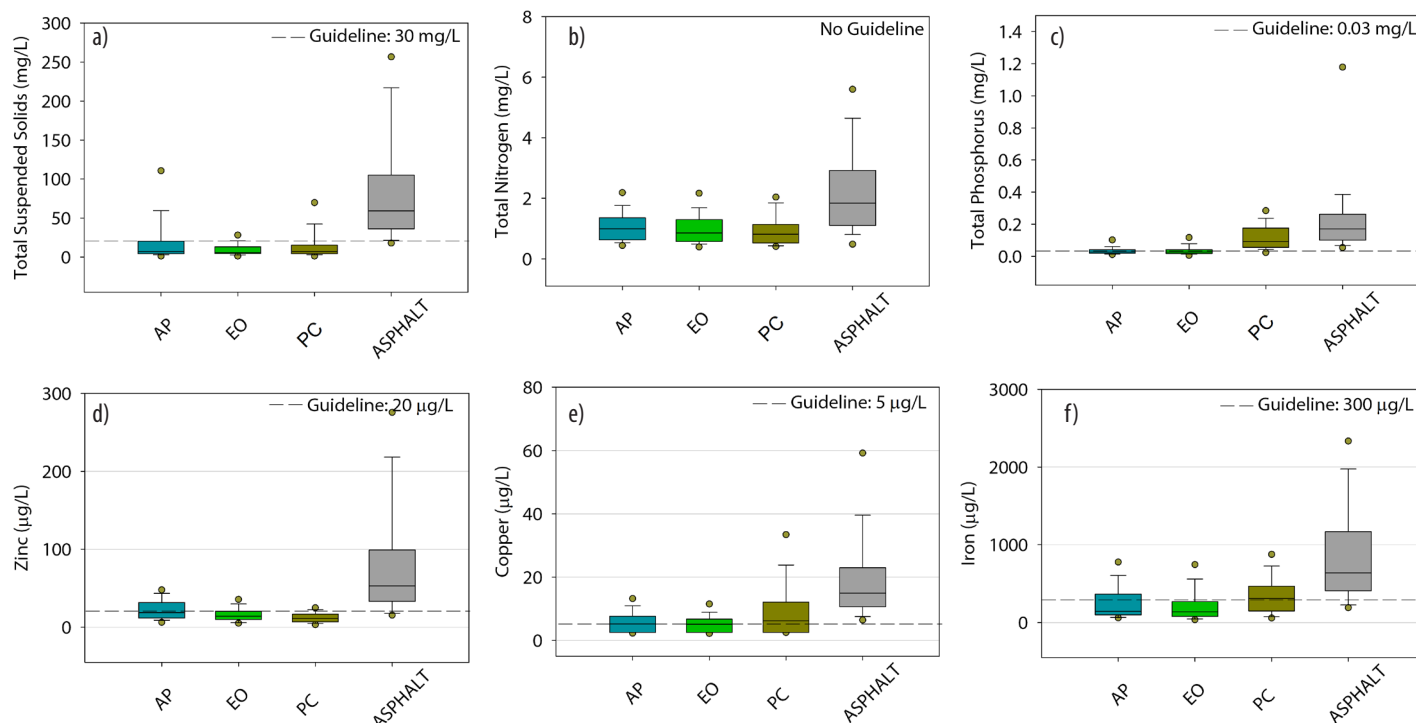 a)
Guideline: 30 mg/L
Total Suspended Solids (mg/L)
300
250
200
150
100
50
0
AP
EO
PC
ASPHALT
b)
No Guideline
Total Nitrogen (mg/L)
8
6
4
2
0
AP
EO
PC
ASPHALT
c)
Guideline: 0.03 mg/L
Total Phosphorus (mg/L)
1.4
1.2
1.0
0.8
0.6
0.4
0.2
0.0
AP
EO
PC
ASPHALT
d)
Guideline: 20 µg/L
Zinc (µg/L)
300
200
100
0
AP
EO
PC
ASPHALT
e)
Guideline: 5 µg/L
Copper (µg/L)
80
60
40
20
0
AP
EO
PC
ASPHALT
f)
Guideline: 300 µg/L
Iron (µg/L)
3000
2000
1000
0
AP
EO
PC
ASPHALT